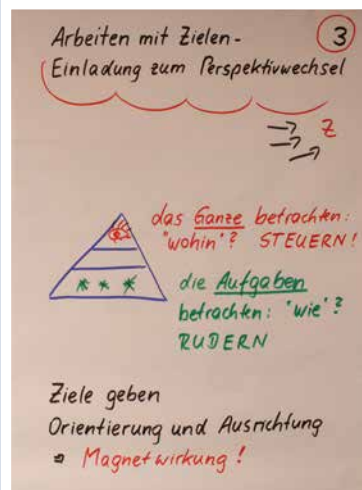 Arbeiten mit Zielen-
3
Einladung zum Perspektivwechsel
Z
das Ganze betrachten:
"wohin"? STEUERN!
die Aufgaben
betrachten: "wie"?
RUDERN
Ziele geben
Orientierung und Ausrichtung
Magnetwirkung!